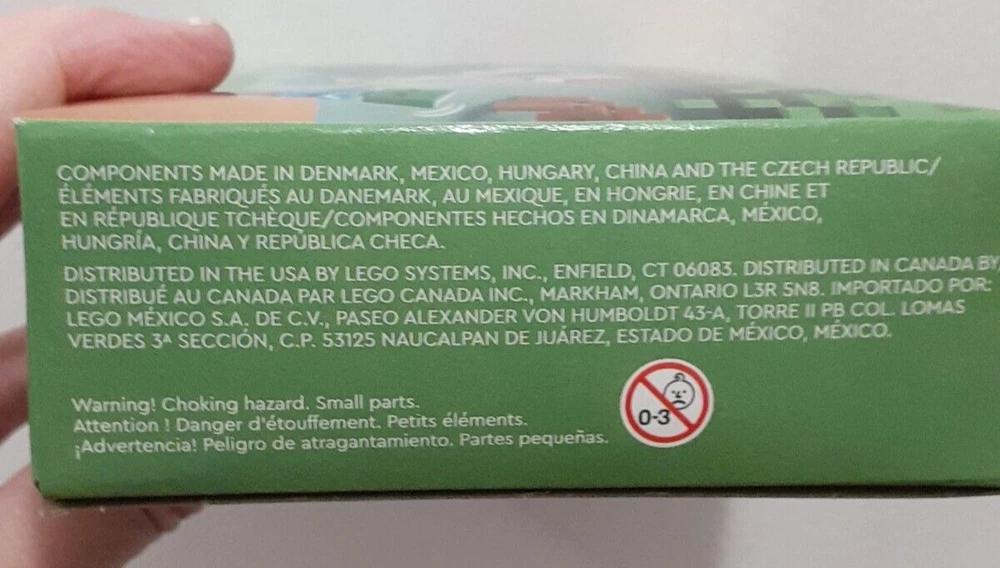 COMPONENTS MADE IN DENMARK, MEXICO, HUNGARY, CHINA AND THE CZECH REPUBLIC/
ÉLÉMENTS FABRIQUÉS AU DANEMARK, AU MEXIQUE, EN HONGRIE, EN CHINE ET
EN RÉPUBLIQUE TCHÈQUE/COMPONENTES HECHOS EN DINAMARCA, MÉXICO,
HUNGRÍA, CHINA Y REPÚBLICA CHECA.
DISTRIBUTED IN THE USA BY LEGO SYSTEMS, INC., ENFIELD, CT 06083. DISTRIBUTED IN CANADA BY
DISTRIBUÉ AU CANADA PAR LEGO CANADA INC., MARKHAM, ONTARIO L3R 5N8. IMPORTADO POR:
LEGO MÉXICO S.A. DE C.V., PASEO ALEXANDER VON HUMBOLDT 43-A, TORRE II PB COL. LOMAS
VERDES 3ᴬ SECCIÓN, C.P. 53125 NAUCALPAN DE JUÁREZ, ESTADO DE MÉXICO, MÉXICO.
Warning! Choking hazard. Small parts.
Attention ! Danger d'étouffement. Petits éléments.
¡Advertencia! Peligro de atragantamiento. Partes pequeñas.
0-3